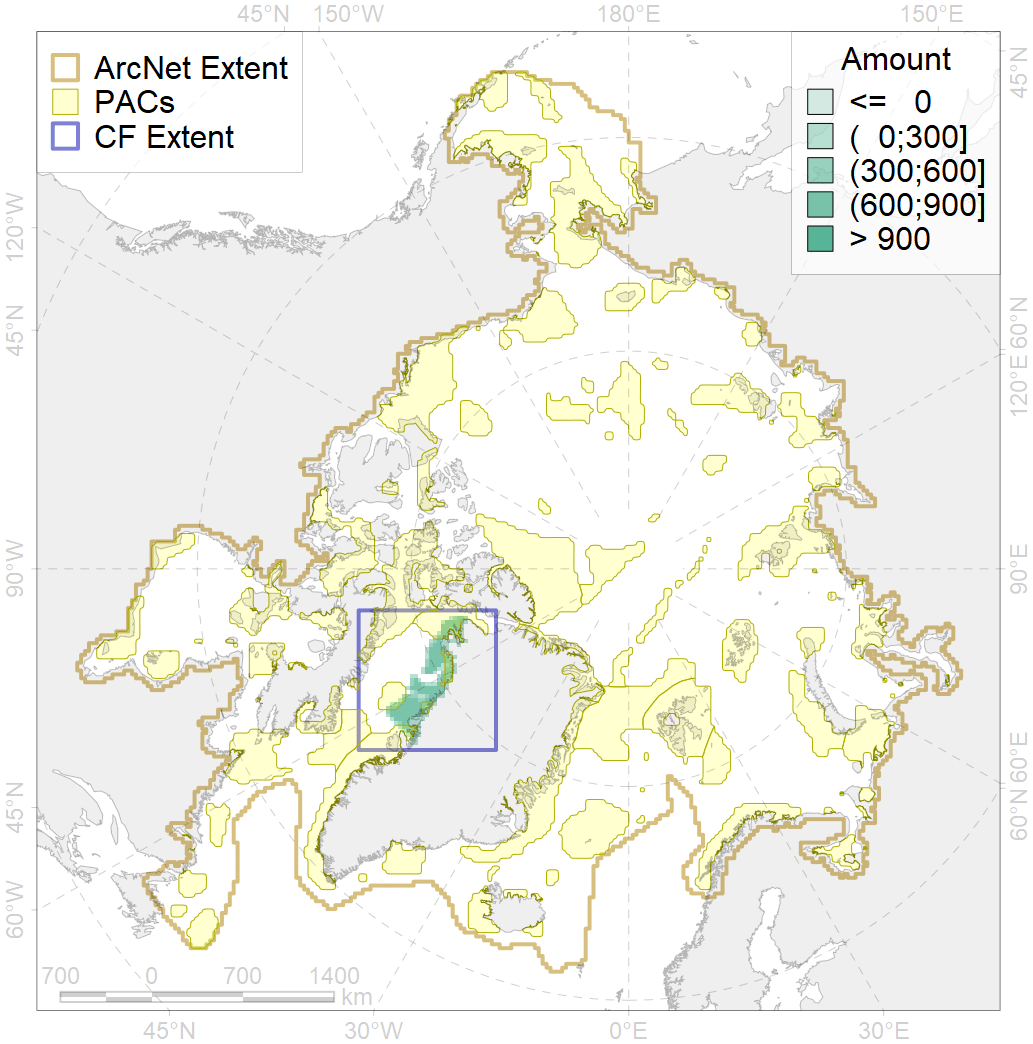 45°N 150°W 180°E 150°E
ArcNet Extent
PACs
CF Extent
Amount
<= 0
( 0;300]
(300;600]
(600;900]
> 900
45°N
120°W
45°N
90°W
45°N
60°W
60°N
120°E
90°E
60°E
60°N
700 0 700 1400
km
45°N 30°W 0°E 30°E